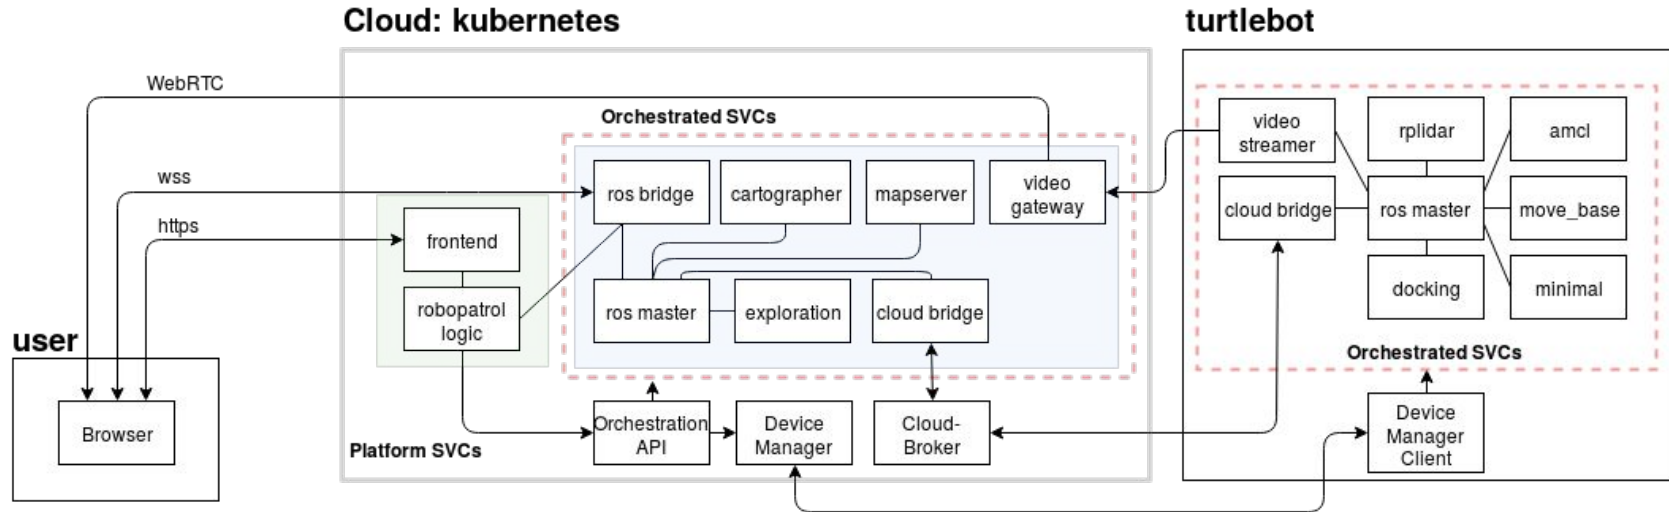 Cloud: kubernetes
turtlebot
WebRTC
Orchestrated SVCs
wss
https
ros bridge
cartographer
mapserver
video
gateway
frontend
robopatrol
logic
ros master
exploration
cloud bridge
user
Browser
Platform SVCs
Orchestration
API
Device
Manager
Cloud-
Broker
video
streamer
rplidar
amcl
cloud bridge
ros master
move_base
docking
minimal
Orchestrated SVCs
Device
Manager
Client